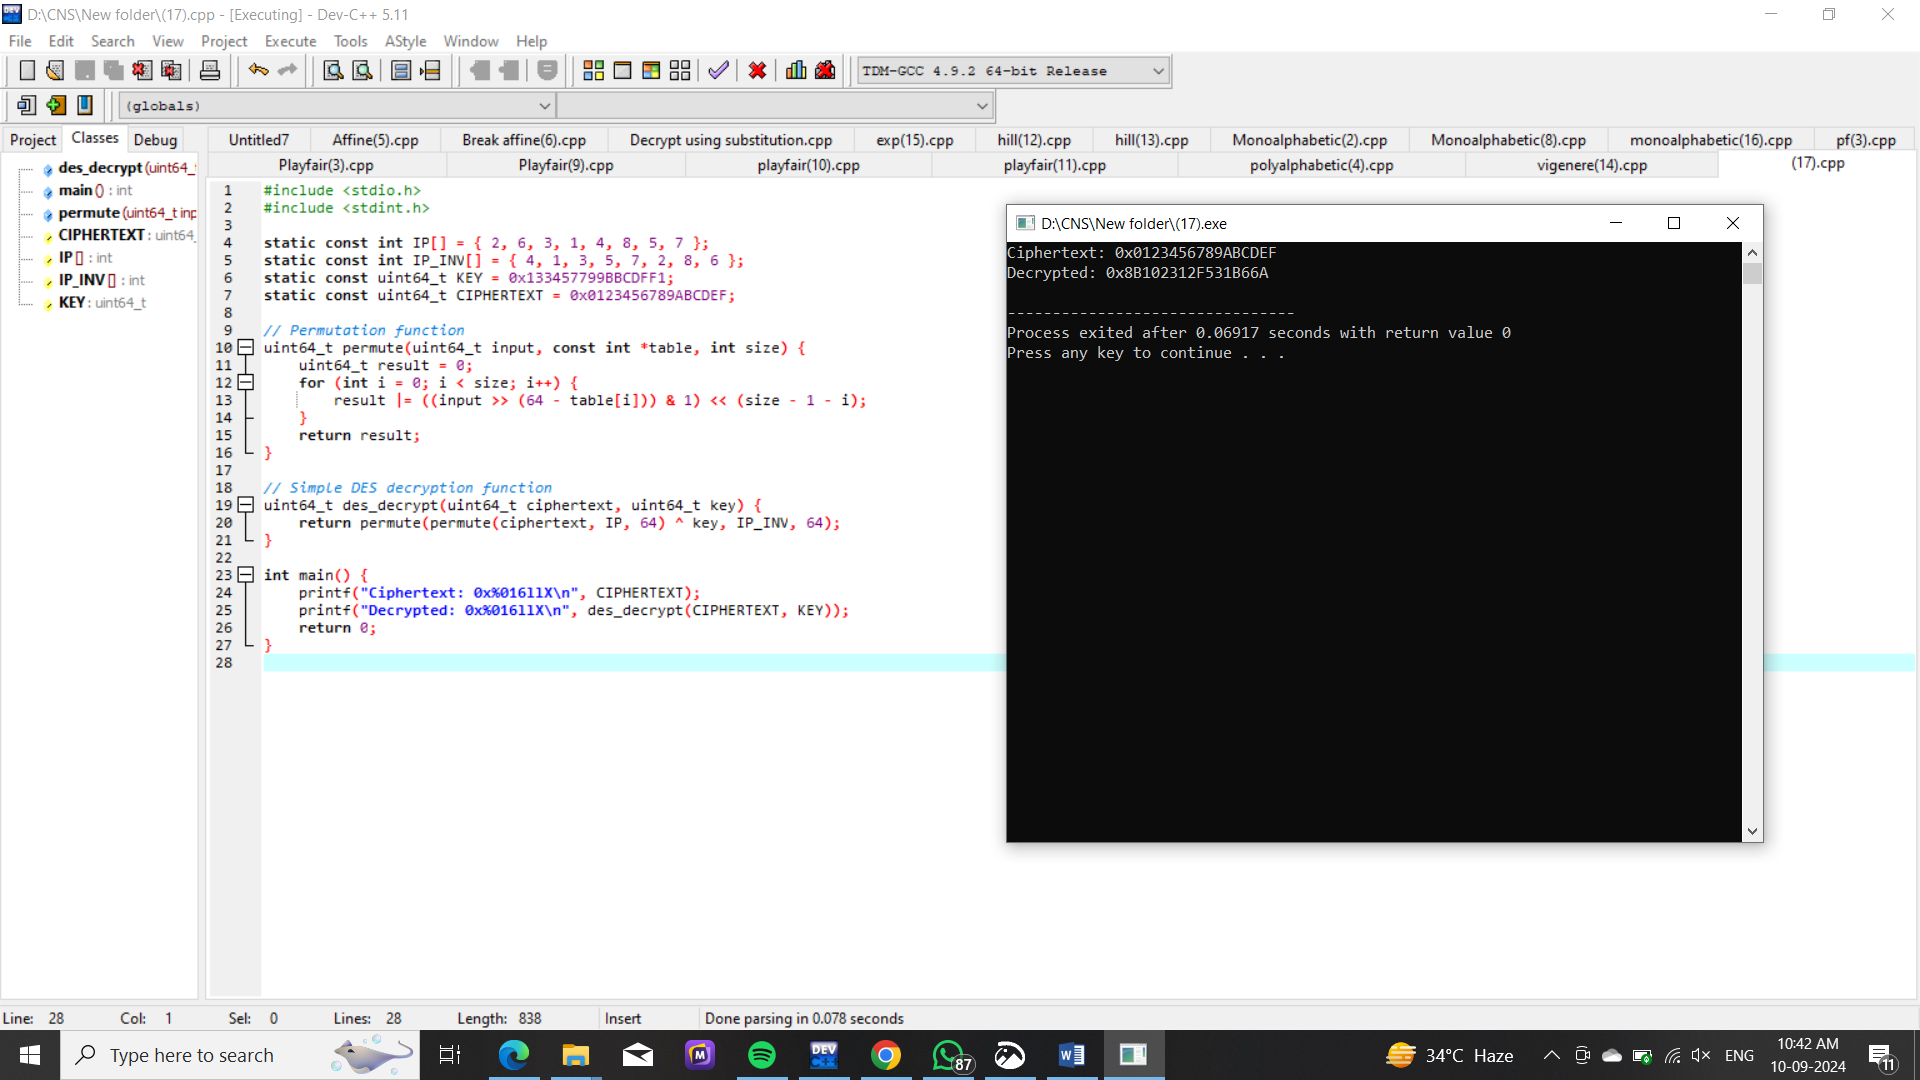 D:\CNS\New folder\(17).cpp - [Executing] - Dev-C++ 5.11
File Edit Search View Project Execute Tools AStyle Window Help
TDM-GCC 4.9.2 64-bit Release
(globals)
Project Classes Debug
Untitled7 Affine(5).cpp Break affine(6).cpp Decrypt using substitution.cpp exp(15).cpp hill(12).cpp hill(13).cpp Monoalphabetic(2).cpp Monoalphabetic(8).cpp monoalphabetic(16).cpp pf(3).cpp
Playfair(3).cpp Playfair(9).cpp playfair(10).cpp playfair(11).cpp polyalphabetic(4).cpp vigenere(14).cpp (17).cpp
des_decrypt (uint64_
main () : int
permute (uint64_t inp
CIPHERTEXT : uint64_
IP [] : int
IP_INV [] : int
KEY : uint64_t
1 #include <stdio.h>
2 #include <stdint.h>
3
4 static const int IP[] = { 2, 6, 3, 1, 4, 8, 5, 7 };
5 static const int IP_INV[] = { 4, 1, 3, 5, 7, 2, 8, 6 };
6 static const uint64_t KEY = 0x133457799BBCDFF1;
7 static const uint64_t CIPHERTEXT = 0x0123456789ABCDEF;
8
9 // Permutation function
10 uint64_t permute(uint64_t input, const int *table, int size) {
11 uint64_t result = 0;
12 for (int i = 0; i < size; i++) {
13 result |= ((input >> (64 - table[i])) & 1) << (size - 1 - i);
14 }
15 return result;
16 }
17
18 // Simple DES decryption function
19 uint64_t des_decrypt(uint64_t ciphertext, uint64_t key) {
20 return permute(permute(ciphertext, IP, 64) ^ key, IP_INV, 64);
21 }
22
23 int main() {
24 printf("Ciphertext: 0x%016llX\n", CIPHERTEXT);
25 printf("Decrypted: 0x%016llX\n", des_decrypt(CIPHERTEXT, KEY));
26 return 0;
27 }
28
D:\CNS\New folder\(17).exe
Ciphertext: 0x0123456789ABCDEF
Decrypted: 0x8B102312F531B66A
--------------------------------
Process exited after 0.06917 seconds with return value 0
Press any key to continue . . .
Line: 28 Col: 1 Sel: 0 Lines: 28 Length: 838 Insert Done parsing in 0.078 seconds
Type here to search
DEV
M
87
34°C Haze
ENG
10:42 AM
10-09-2024
11